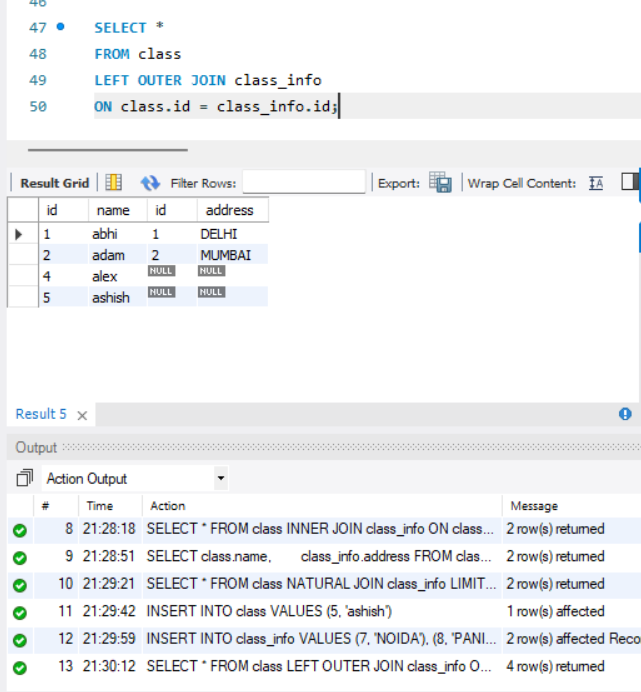 46
47 SELECT *
48 FROM class
49 LEFT OUTER JOIN class_info
50 ON class.id = class_info.id;
Result Grid Filter Rows: Export: Wrap Cell Content: IA
id name id address
1 abhi 1 DELHI
2 adam 2 MUMBAI
4 alex NULL NULL
5 ashish NULL NULL
Result 5
Output
Action Output
# Time Action Message
8 21:28:18 SELECT * FROM class INNER JOIN class_info ON class... 2 row(s) returned
9 21:28:51 SELECT class.name, class_info.address FROM clas... 2 row(s) returned
10 21:29:21 SELECT * FROM class NATURAL JOIN class_info LIMIT... 2 row(s) returned
11 21:29:42 INSERT INTO class VALUES (5, 'ashish') 1 row(s) affected
12 21:29:59 INSERT INTO class_info VALUES (7, 'NOIDA'), (8, 'PANI... 2 row(s) affected Reco
13 21:30:12 SELECT * FROM class LEFT OUTER JOIN class_info O... 4 row(s) returned